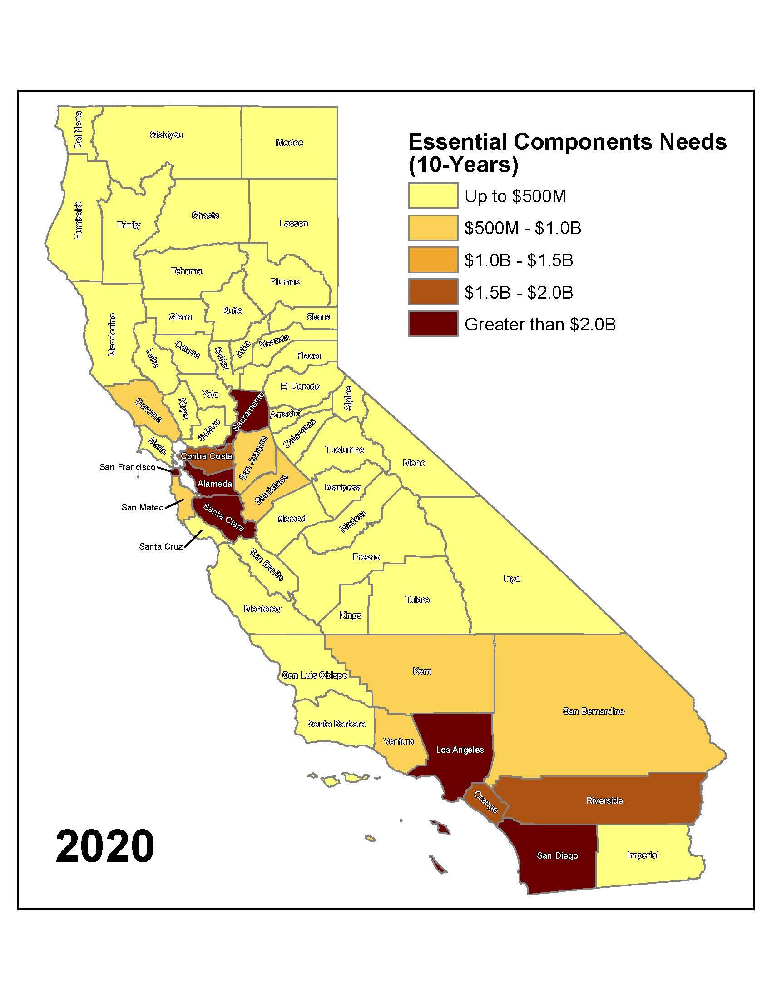 Essential Components Needs
(10-Years)
Up to $500M
$500M - $1.0B
$1.0B - $1.5B
$1.5B - $2.0B
Greater than $2.0B
Del Norte
Siskiyou
Modoc
Humboldt
Trinity
Shasta
Lassen
Tehama
Plumas
Mendocino
Glenn
Butte
Sierra
Lake
Colusa
Sutter
Yuba
Nevada
Placer
Sonoma
Napa
Yolo
Sacramento
El Dorado
Alpine
Amador
Solano
Calaveras
Marin
Contra Costa
San Joaquin
Tuolumne
Mono
San Francisco
Alameda
Stanislaus
Mariposa
San Mateo
Santa Clara
Merced
Madera
Santa Cruz
San Benito
Fresno
Inyo
Monterey
Kings
Tulare
San Luis Obispo
Kern
San Bernardino
Santa Barbara
Ventura
Los Angeles
Orange
Riverside
San Diego
Imperial
2020